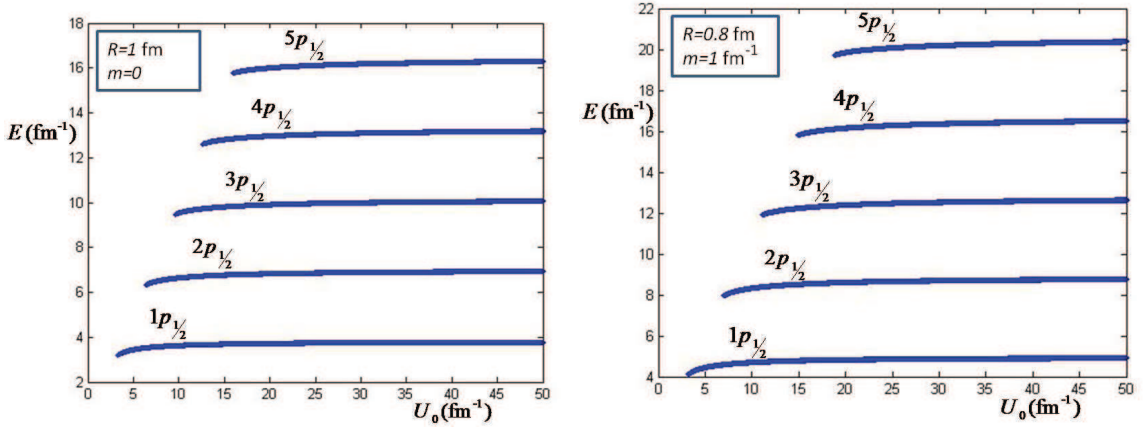 18
16
14
12
E (fm⁻¹)
10
8
6
4
2
R=1 fm
m=0
5p₁/₂
4p₁/₂
3p₁/₂
2p₁/₂
1p₁/₂
0 5 10 15 20 25 30 35 40 45 50
U₀(fm⁻¹)
22
20
18
E(fm⁻¹)
16
14
12
10
8
6
4
R=0.8 fm
m=1 fm⁻¹
5p₁/₂
4p₁/₂
3p₁/₂
2p₁/₂
1p₁/₂
0 5 10 15 20 25 30 35 40 45 50
U₀(fm⁻¹)